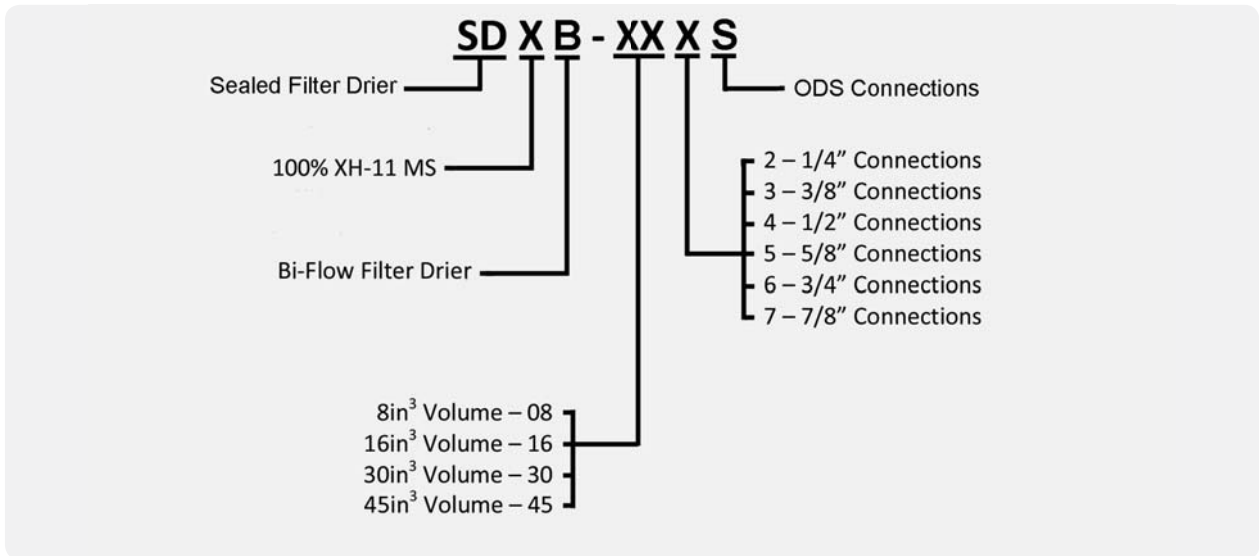 SD X B - XX X S
Sealed Filter Drier
ODS Connections
100% XH-11 MS
Bi-Flow Filter Drier
2 – 1/4” Connections
3 – 3/8” Connections
4 – 1/2” Connections
5 – 5/8” Connections
6 – 3/4” Connections
7 – 7/8” Connections
8in³ Volume – 08
16in³ Volume – 16
30in³ Volume – 30
45in³ Volume – 45